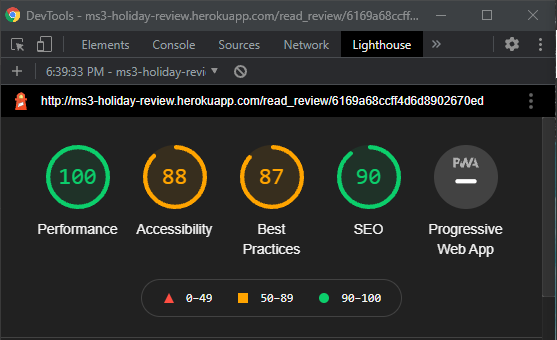 DevTools - ms3-holiday-review.herokuapp.com/read_review/6169a68ccff...
Elements Console Sources Network Lighthouse
6:39:33 PM - ms3-holiday-revi
http://ms3-holiday-review.herokuapp.com/read_review/6169a68ccff4d6d8902670ed
100 88 87 90 PWA
Performance Accessibility Best Practices SEO Progressive Web App
0–49 50–89 90–100